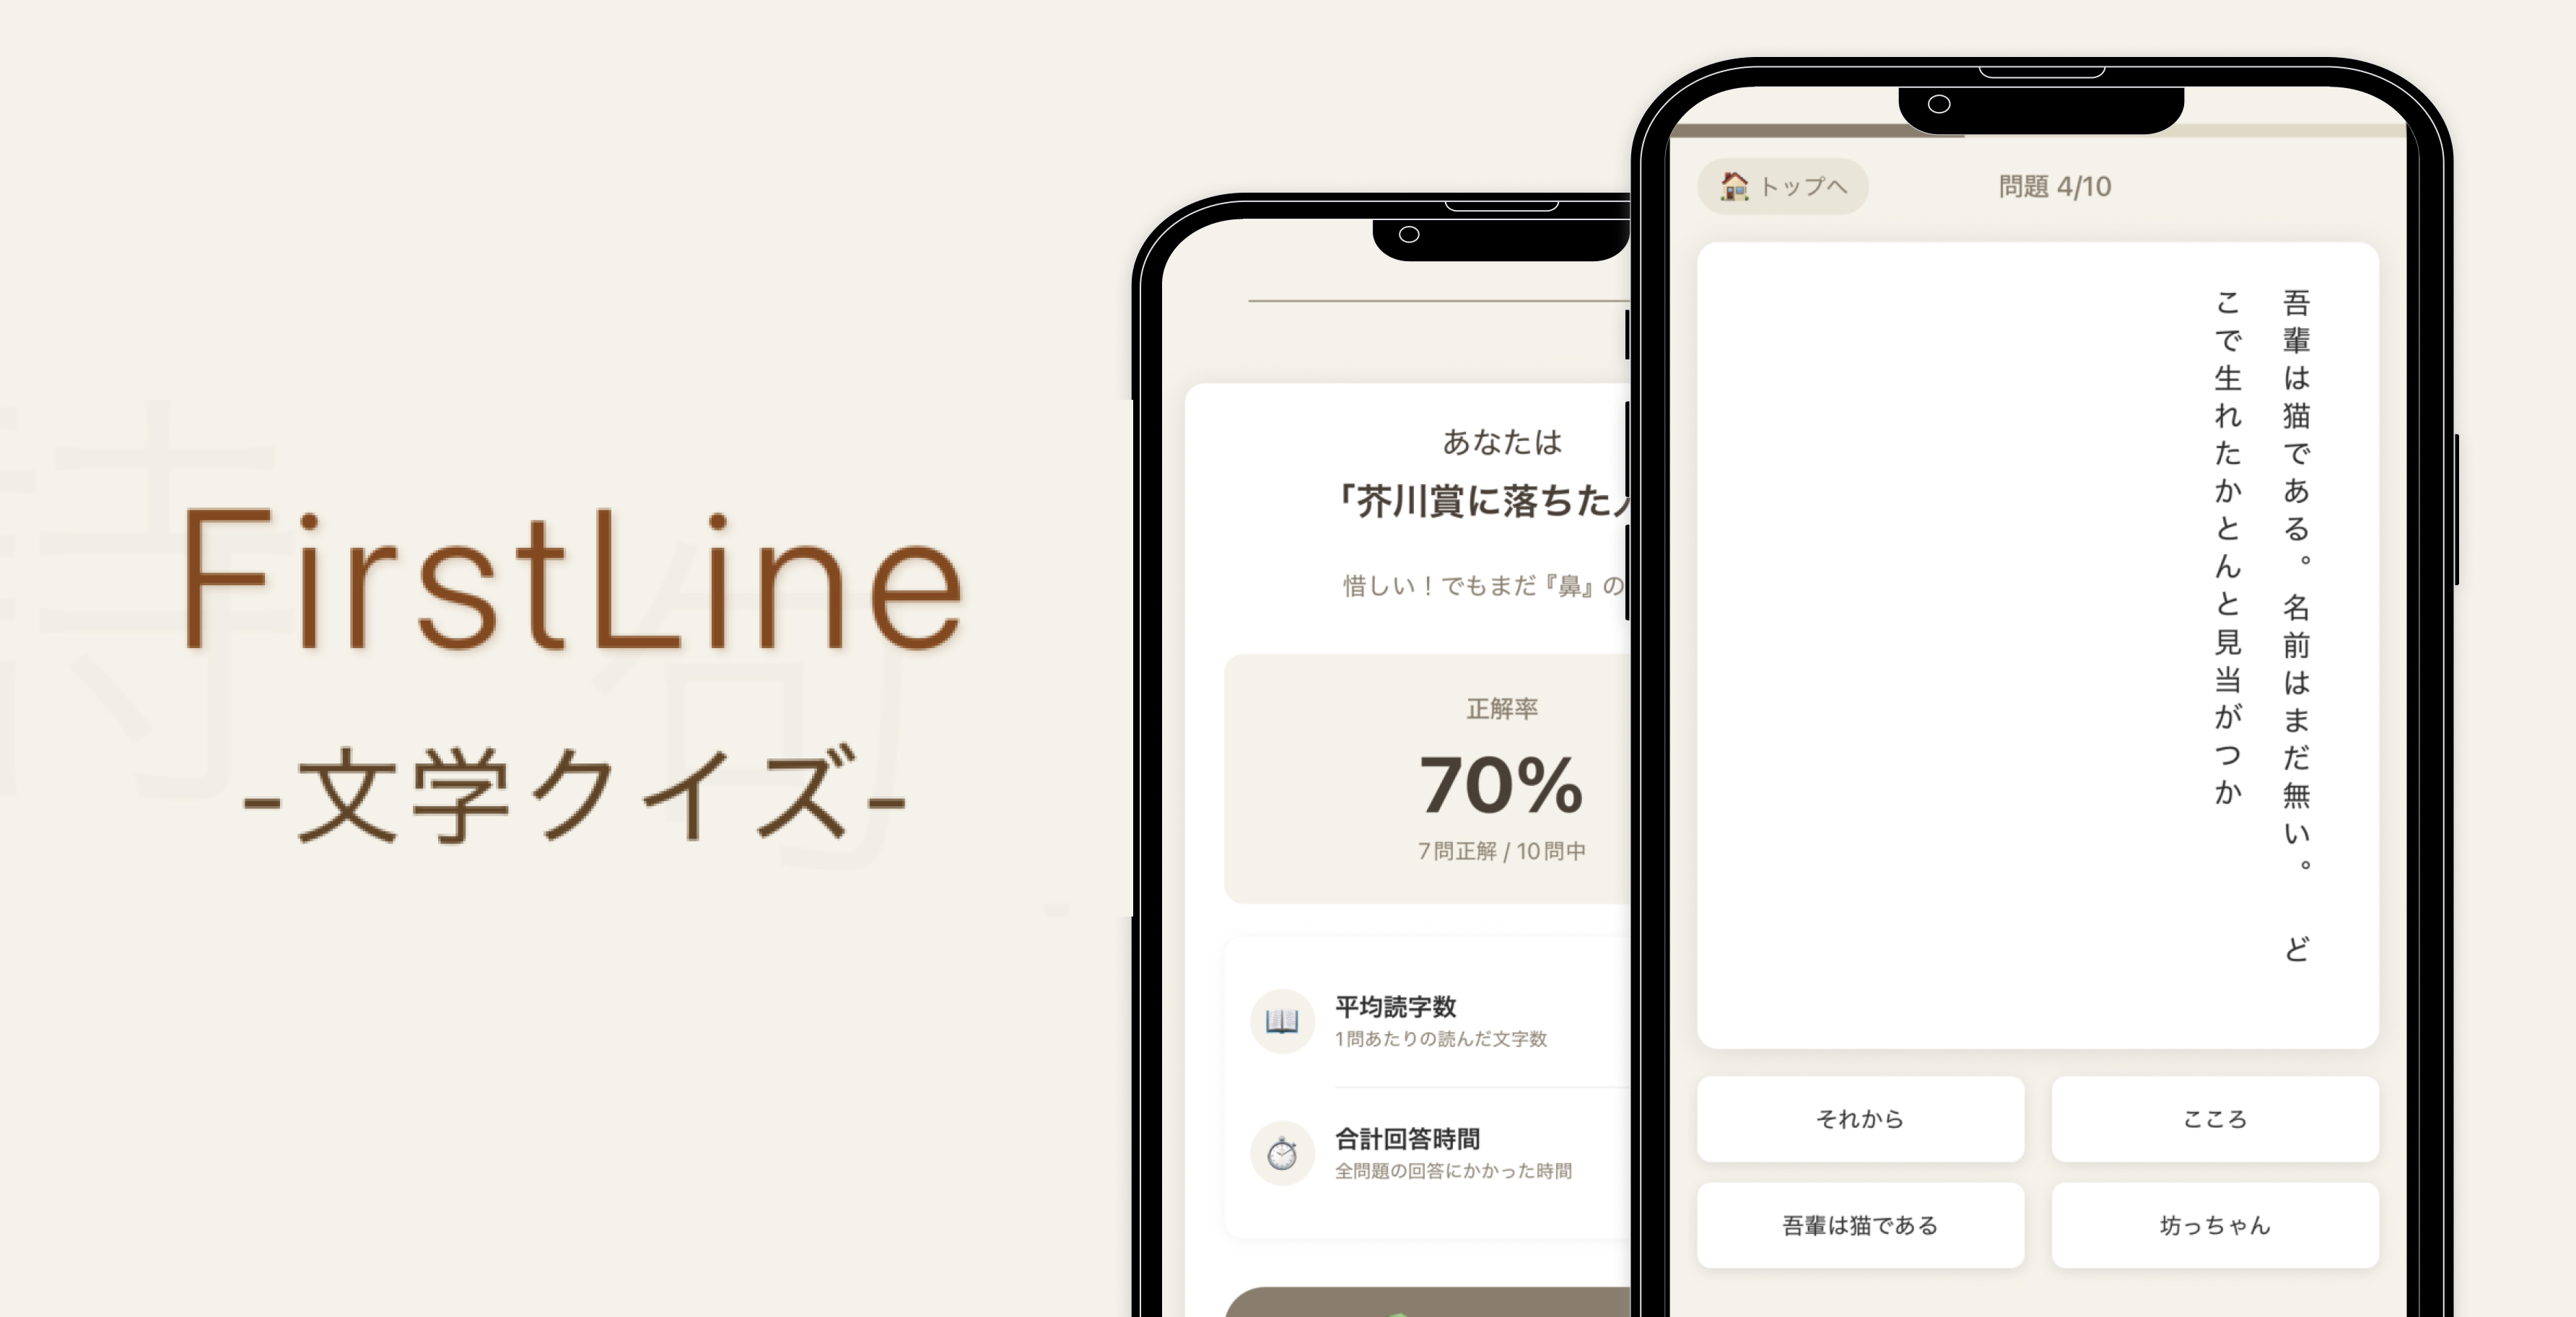 FirstLine
-文学クイズ-
あなたは
「芥川賞に落ちた
惜しい！でもまだ『鼻』の
正解率
70%
7問正解 / 10問中
平均読字数
1問あたりの読んだ文字数
合計回答時間
全問題の回答にかかった時間
トップへ
問題 4/10
吾輩は猫である。名前はまだ無い。　ど
こで生れたかとんと見当がつか
それから
こころ
吾輩は猫である
坊っちゃん